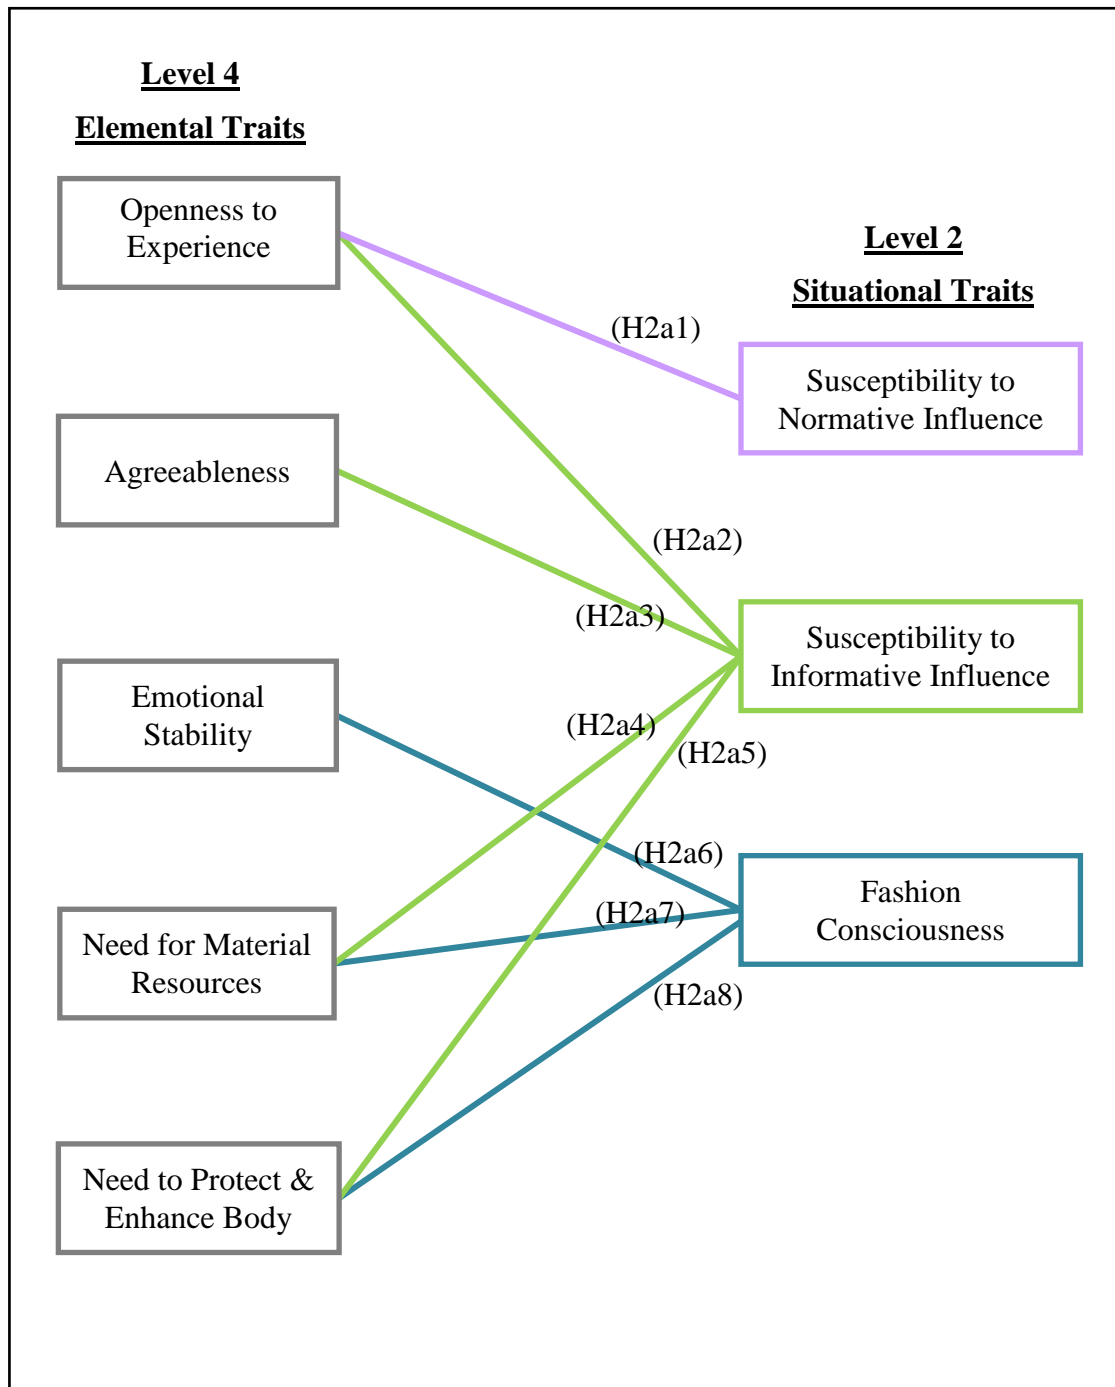 Level 4
Elemental Traits
Openness to
Experience
Agreeableness
Emotional
Stability
Need for Material
Resources
Need to Protect &
Enhance Body
(H2a1)
(H2a2)
(H2a3)
(H2a4)
(H2a5)
(H2a6)
(H2a7)
(H2a8)
Level 2
Situational Traits
Susceptibility to
Normative Influence
Susceptibility to
Informative Influence
Fashion
Consciousness